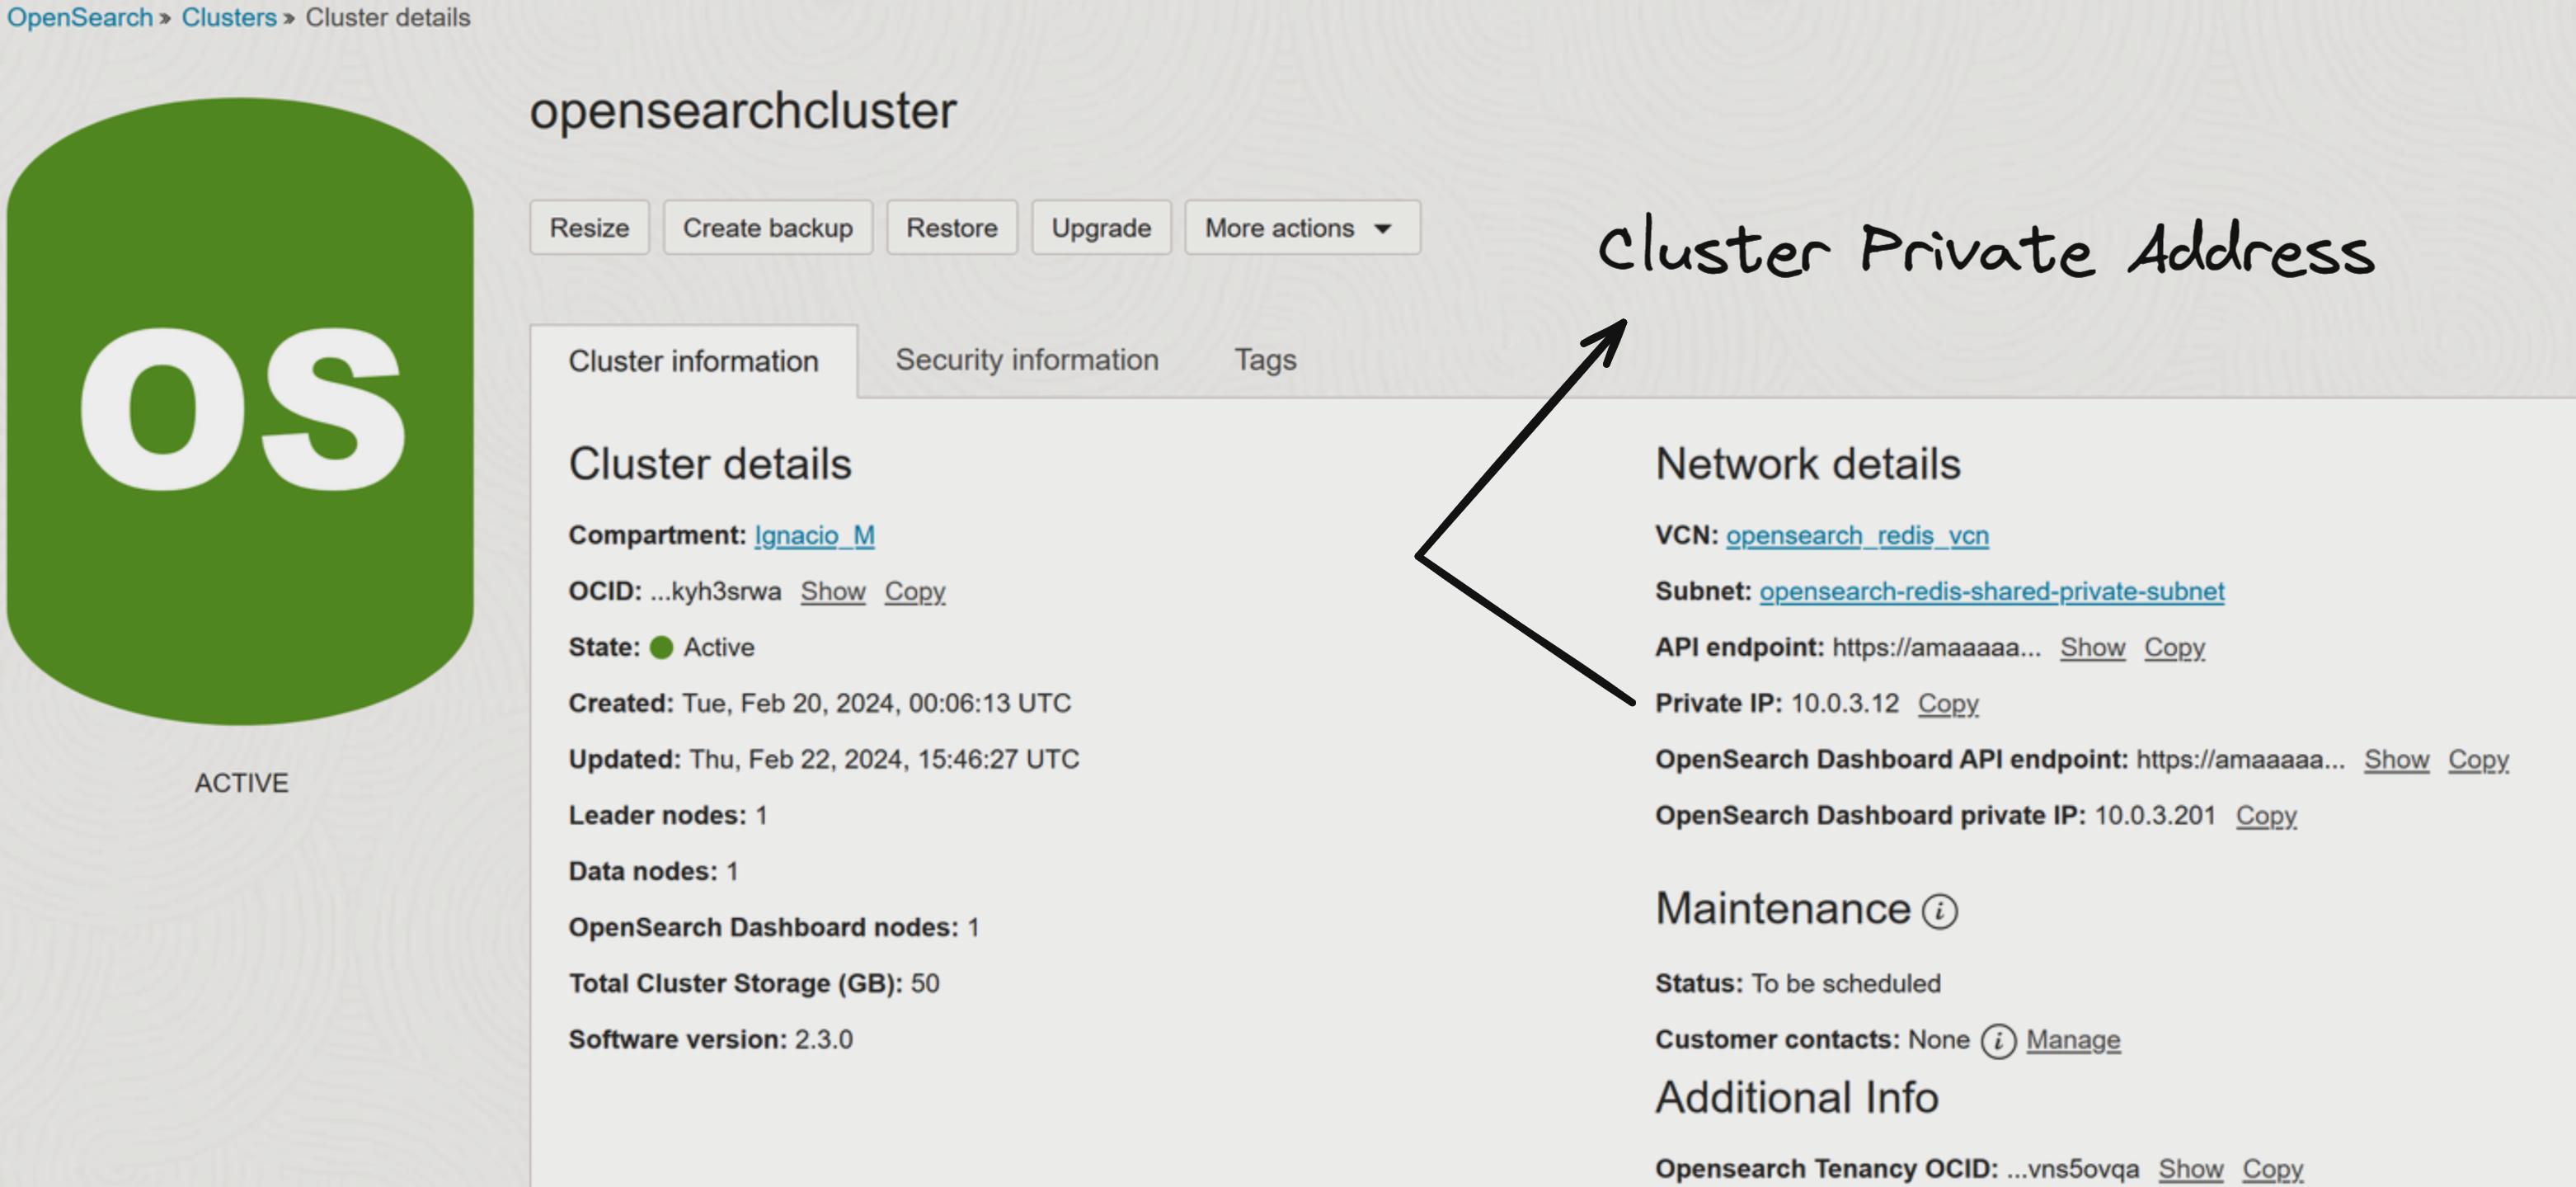 OpenSearch » Clusters » Cluster details
os
ACTIVE
opensearchcluster
Resize Create backup Restore Upgrade More actions
Cluster Private Address
Cluster information Security information Tags
Cluster details
Compartment: Ignacio_M
OCID: ...kyh3srwa Show Copy
State: Active
Created: Tue, Feb 20, 2024, 00:06:13 UTC
Updated: Thu, Feb 22, 2024, 15:46:27 UTC
Leader nodes: 1
Data nodes: 1
OpenSearch Dashboard nodes: 1
Total Cluster Storage (GB): 50
Software version: 2.3.0
Network details
VCN: opensearch_redis_vcn
Subnet: opensearch-redis-shared-private-subnet
API endpoint: https://amaaaaa... Show Copy
Private IP: 10.0.3.12 Copy
OpenSearch Dashboard API endpoint: https://amaaaaa... Show Copy
OpenSearch Dashboard private IP: 10.0.3.201 Copy
Maintenance i
Status: To be scheduled
Customer contacts: None i Manage
Additional Info
Opensearch Tenancy OCID: ...vns5ovqa Show Copy